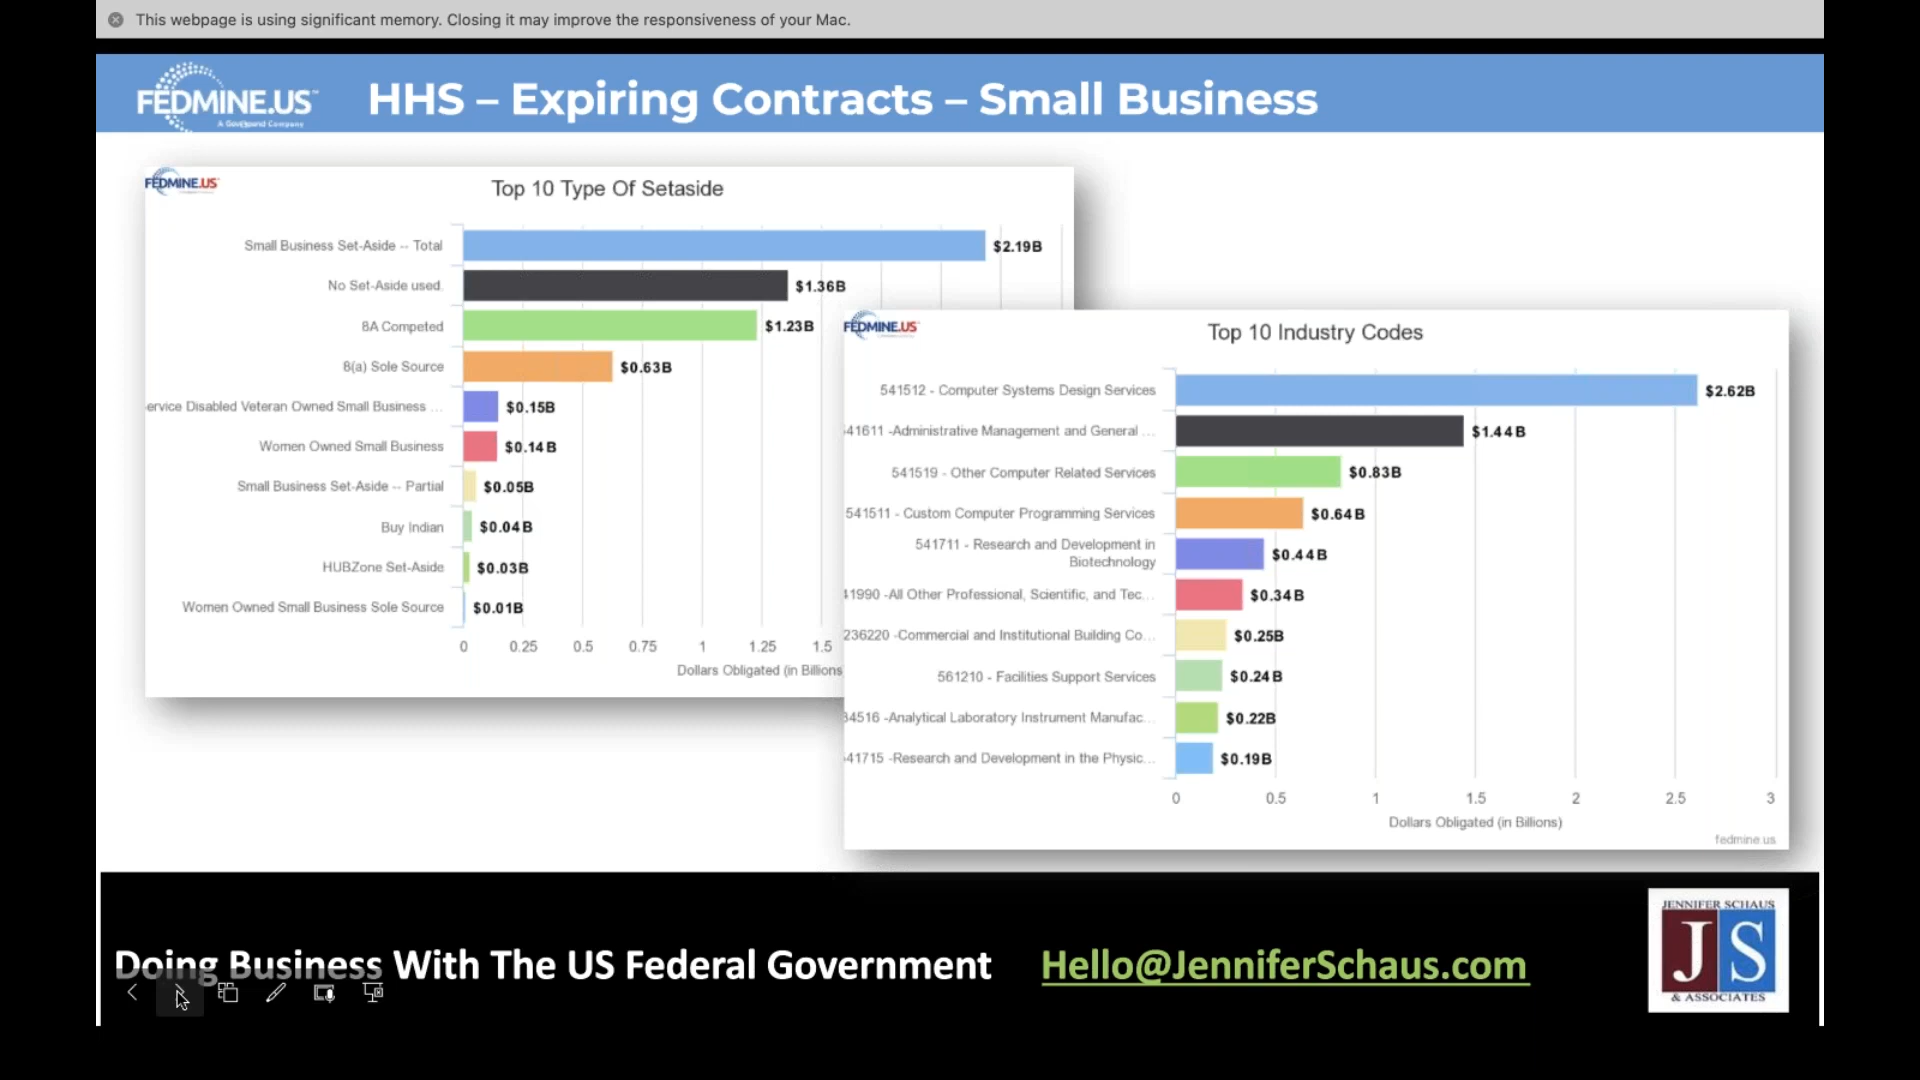 This webpage is using significant memory. Closing it may improve the responsiveness of your Mac.
FEDMINE.US™
A GovSpend Company
HHS – Expiring Contracts – Small Business
FEDMINE.US
Top 10 Type Of Setaside
Small Business Set-Aside -- Total
$2.19B
No Set-Aside used.
$1.36B
8A Competed
$1.23B
8(a) Sole Source
$0.63B
ervice Disabled Veteran Owned Small Business ...
$0.15B
Women Owned Small Business
$0.14B
Small Business Set-Aside -- Partial
$0.05B
Buy Indian
$0.04B
HUBZone Set-Aside
$0.03B
Women Owned Small Business Sole Source
$0.01B
0 0.25 0.5 0.75 1 1.25 1.5
Dollars Obligated (in Billions
FEDMINE.US
Top 10 Industry Codes
541512 - Computer Systems Design Services
$2.62B
41611 -Administrative Management and General ...
$1.44B
541519 - Other Computer Related Services
$0.83B
541511 - Custom Computer Programming Services
$0.64B
541711 - Research and Development in
Biotechnology
$0.44B
41990 -All Other Professional, Scientific, and Tec...
$0.34B
236220 -Commercial and Institutional Building Co...
$0.25B
561210 - Facilities Support Services
$0.24B
34516 -Analytical Laboratory Instrument Manufac...
$0.22B
41715 -Research and Development in the Physic...
$0.19B
0 0.5 1 1.5 2 2.5 3
Dollars Obligated (in Billions)
fedmine.us
Doing Business With The US Federal Government
Hello@JenniferSchaus.com
JENNIFER SCHAUS
JS
& ASSOCIATES